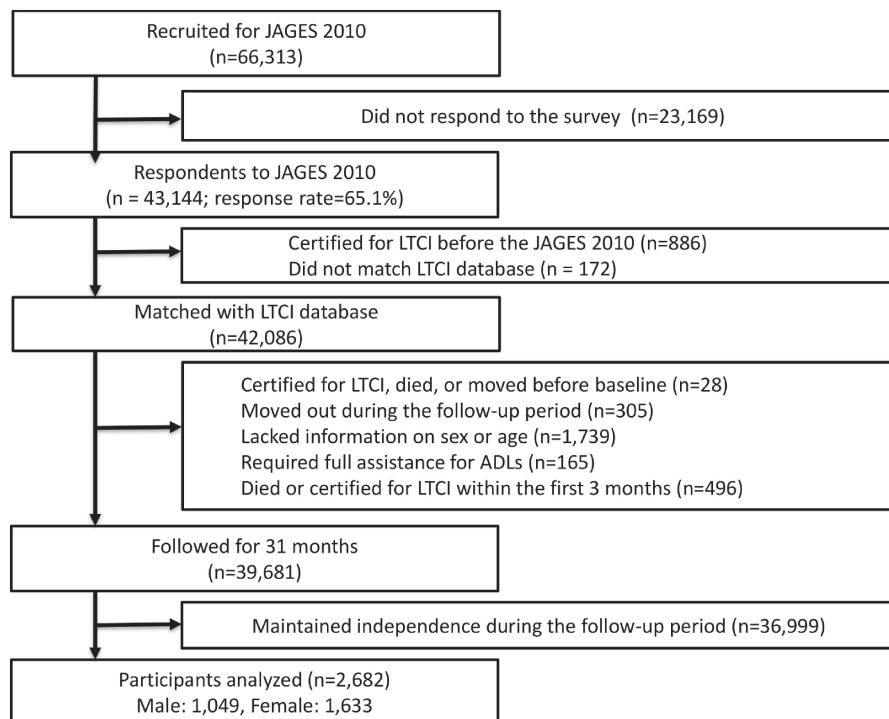 Recruited for JAGES 2010
(n=66,313)
Did not respond to the survey (n=23,169)
Respondents to JAGES 2010
(n = 43,144; response rate=65.1%)
Certified for LTCI before the JAGES 2010 (n=886)
Did not match LTCI database (n = 172)
Matched with LTCI database
(n=42,086)
Certified for LTCI, died, or moved before baseline (n=28)
Moved out during the follow-up period (n=305)
Lacked information on sex or age (n=1,739)
Required full assistance for ADLs (n=165)
Died or certified for LTCI within the first 3 months (n=496)
Followed for 31 months
(n=39,681)
Maintained independence during the follow-up period (n=36,999)
Participants analyzed (n=2,682)
Male: 1,049, Female: 1,633